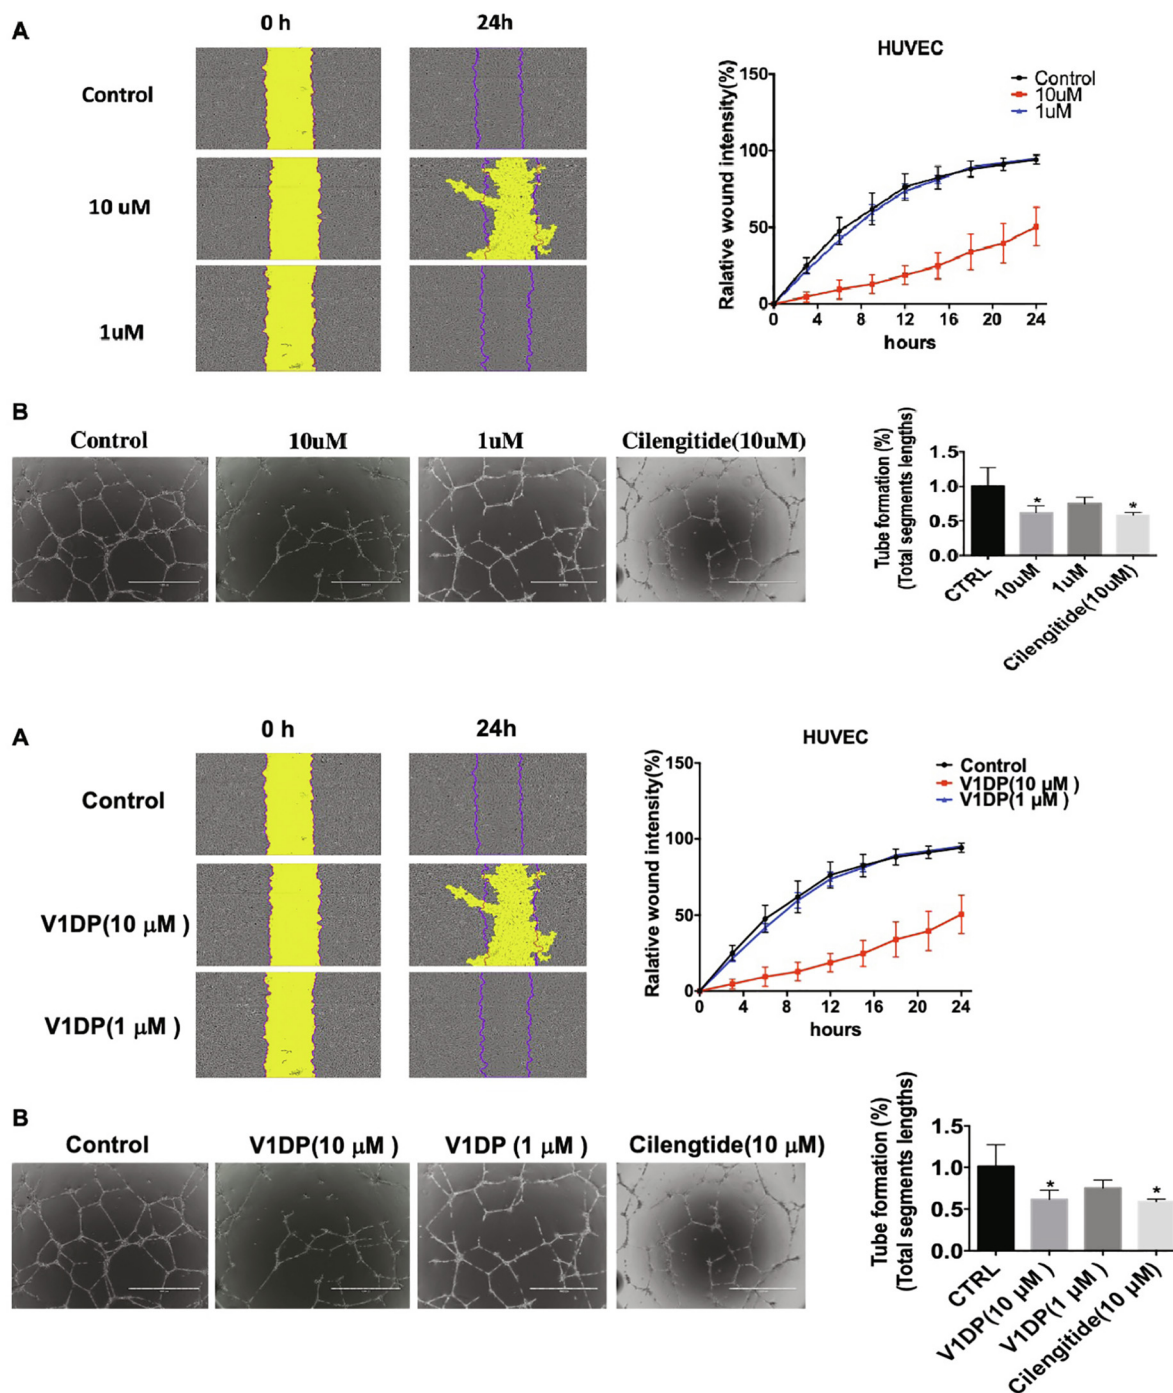 A
0 h
24h
Control
10 uM
1uM
HUVEC
Control
10uM
1uM
Ralative wound intensity(%)
150
100
50
0
0 4 8 12 16 20 24
hours
B
Control
10uM
1uM
Cilengitide(10uM)
Tube formation (%)
(Total segments lengths)
1.5
1.0
0.5
0.0
*
*
CTRL
10uM
1uM
Cilengitide(10uM)
A
0 h
24h
Control
V1DP(10 μM )
V1DP(1 μM )
HUVEC
Control
V1DP(10 μM )
V1DP(1 μM )
Ralative wound intensity(%)
150
100
50
0
0 4 8 12 16 20 24
hours
B
Control
V1DP(10 μM )
V1DP (1 μM )
Cilengtide(10 μM)
Tube formation (%)
(Total segments lengths)
1.5
1.0
0.5
0.0
*
*
CTRL
V1DP(10 μM )
V1DP(1 μM )
Cilengitide(10 μM)